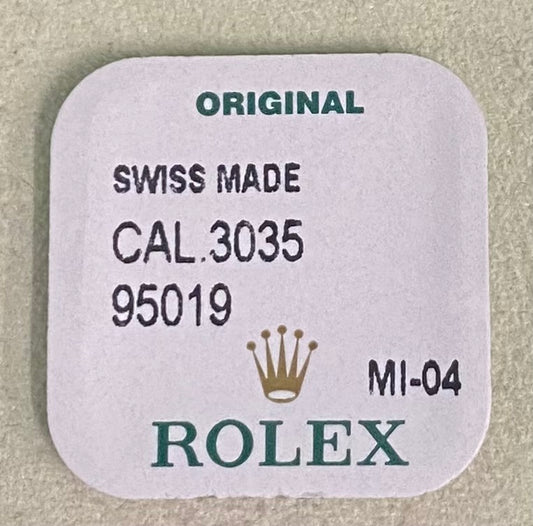 ORIGINAL
SWISS MADE
CAL.3035
95019
MI-04
ROLEX